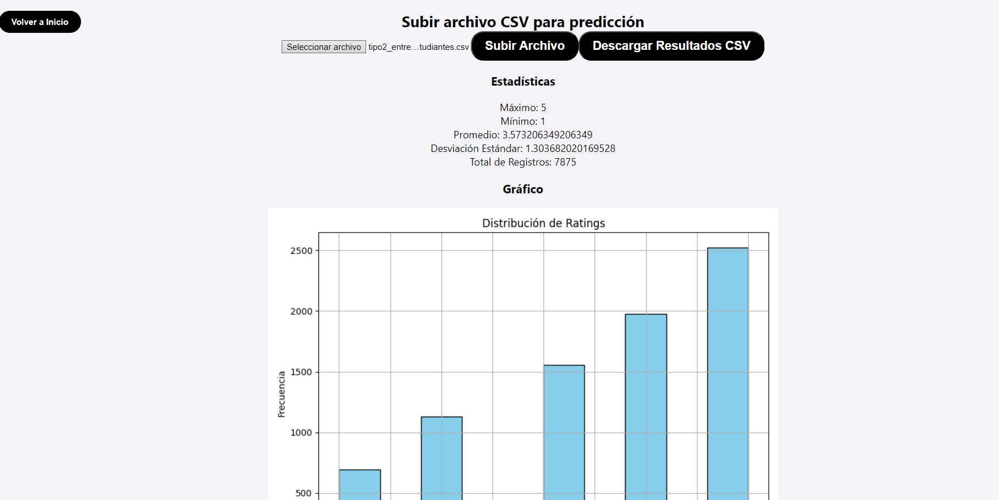 Volver a Inicio
Subir archivo CSV para predicción
Seleccionar archivo tipo2_entre...tudiantes.csv Subir Archivo Descargar Resultados CSV
Estadísticas
Máximo: 5
Mínimo: 1
Promedio: 3.573206349206349
Desviación Estándar: 1.303682020169528
Total de Registros: 7875
Gráfico
Distribución de Ratings
2500
2000
1500
1000
500
Frecuencia